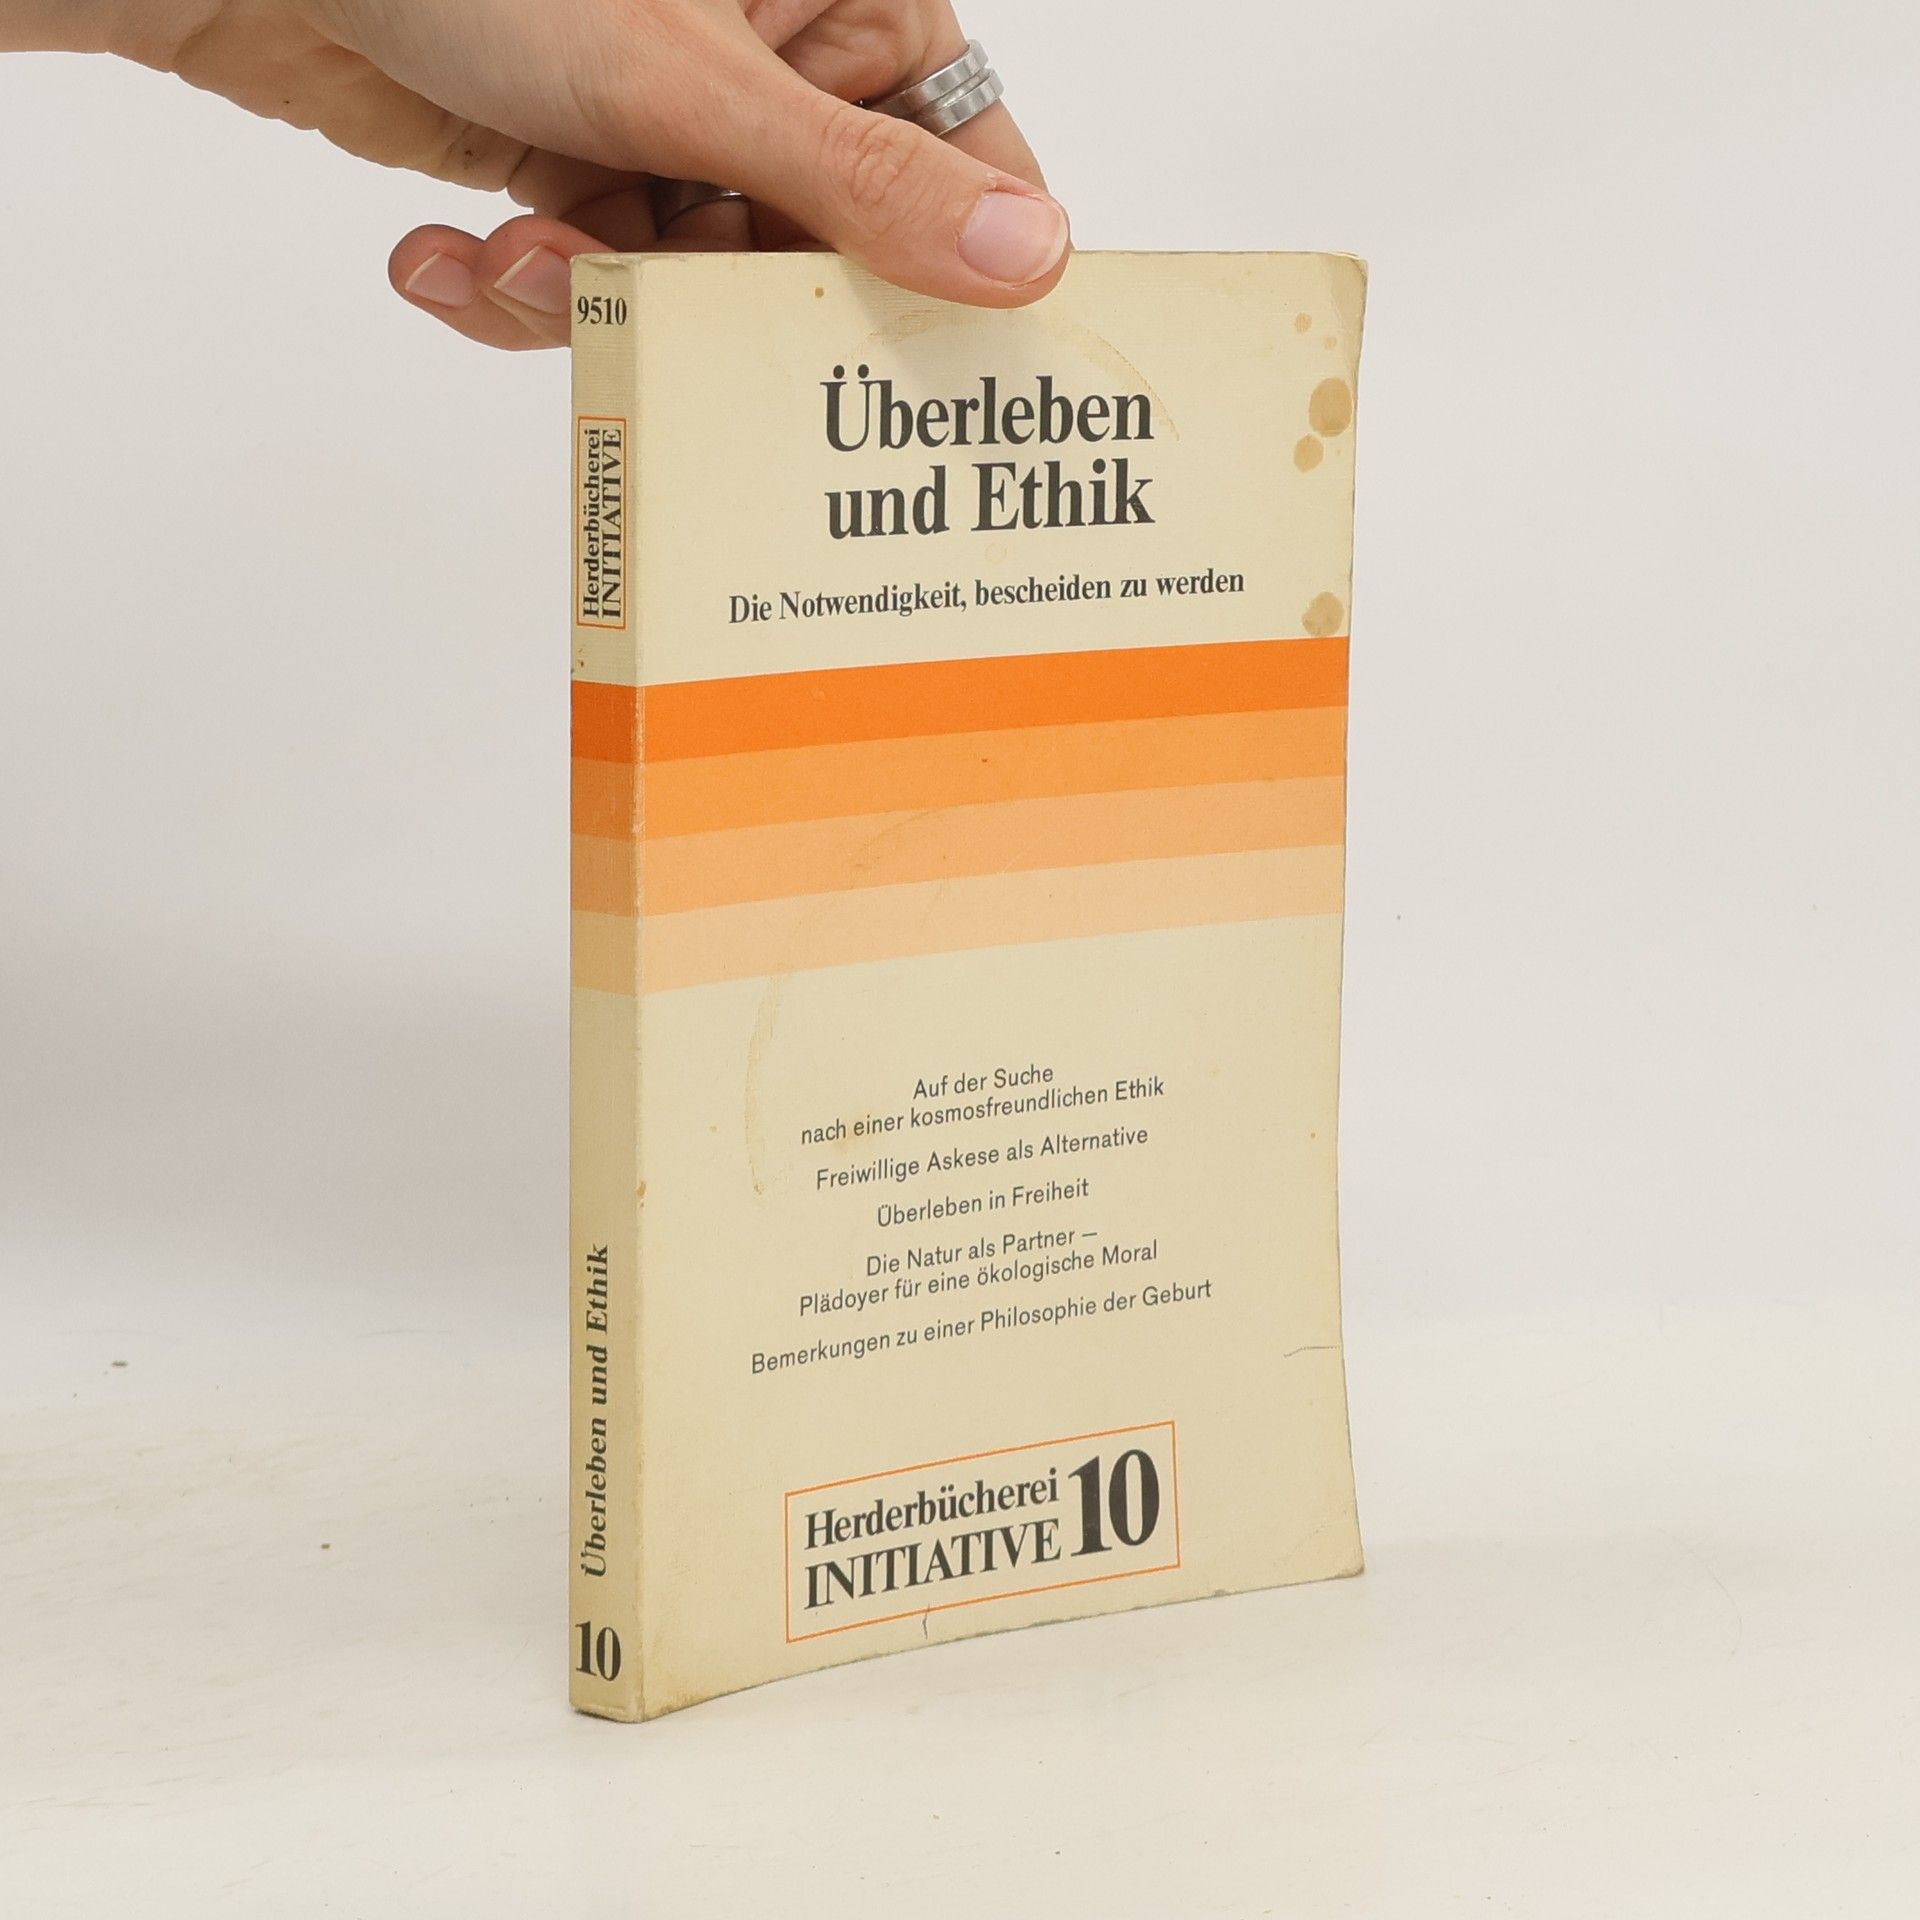 9510
Herderbücherei
INITIATIVE
Überleben und Ethik
10
Überleben
und Ethik
Die Notwendigkeit, bescheiden zu werden
Auf der Suche
nach einer kosmosfreundlichen Ethik
Freiwillige Askese als Alternative
Überleben in Freiheit
Die Natur als Partner –
Plädoyer für eine ökologische Moral
Bemerkungen zu einer Philosophie der Geburt
Herderbücherei
INITIATIVE 10